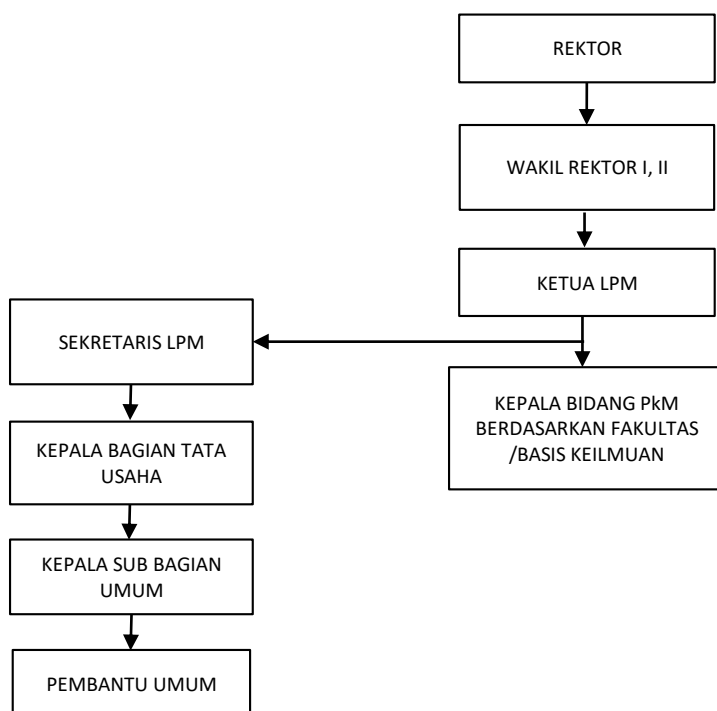 REKTOR
WAKIL REKTOR I, II
KETUA LPM
SEKRETARIS LPM
KEPALA BIDANG PkM
BERDASARKAN FAKULTAS
/BASIS KEILMUAN
KEPALA BAGIAN TATA
USAHA
KEPALA SUB BAGIAN
UMUM
PEMBANTU UMUM